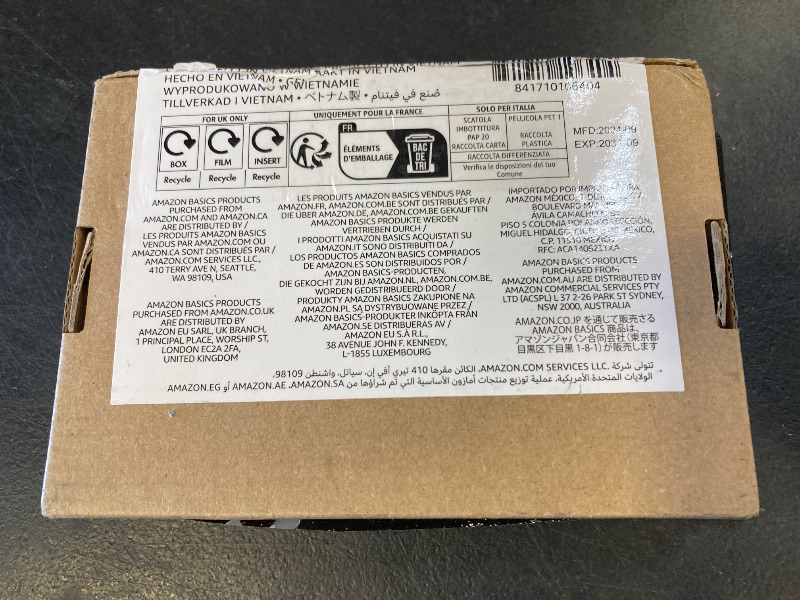 HECHO EN VIETNAM
WYPRODUKOWANO W WIETNAMIE
TILLVERKAD I VIETNAM • ベトナム製 • صُنع في فيتنام
841710106404
FOR UK ONLY
BOX
Recycle
FILM
Recycle
INSERT
Recycle
UNIQUEMENT POUR LA FRANCE
FR
ÉLÉMENTS
D'EMBALLAGE
BAC
DE
TRI
SOLO PER ITALIA
SCATOLA
IMBOTTITURA
PAP 20
RACCOLTA CARTA
PELLICOLA PET 1
RACCOLTA
PLASTICA
RACCOLTA DIFFERENZIATA
Verifica le disposizioni del tuo
Comune
MFD:
EXP:
AMAZON BASICS PRODUCTS
PURCHASED FROM
AMAZON.COM AND AMAZON.CA
ARE DISTRIBUTED BY /
LES PRODUITS AMAZON BASICS
VENDUS PAR AMAZON.COM OU
AMAZON.CA SONT DISTRIBUÉS PAR /
AMAZON.COM SERVICES LLC,
410 TERRY AVE N, SEATTLE,
WA 98109, USA
AMAZON BASICS PRODUCTS
PURCHASED FROM AMAZON.CO.UK
ARE DISTRIBUTED BY
AMAZON EU SARL, UK BRANCH,
1 PRINCIPAL PLACE, WORSHIP ST,
LONDON EC2A 2FA,
UNITED KINGDOM
LES PRODUITS AMAZON BASICS VENDUS PAR
AMAZON.FR, AMAZON.COM.BE SONT DISTRIBUÉS PAR /
DIE ÜBER AMAZON.DE, AMAZON.COM.BE GEKAUFTEN
AMAZON BASICS PRODUKTE WERDEN
VERTRIEBEN DURCH /
I PRODOTTI AMAZON BASICS ACQUISTATI SU
AMAZON.IT SONO DISTRIBUITI DA /
LOS PRODUCTOS AMAZON BASICS COMPRADOS
DE AMAZON.ES SON DISTRIBUIDOS POR /
AMAZON BASICS-PRODUCTEN,
DIE GEKOCHT ZIJN BIJ AMAZON.NL, AMAZON.COM.BE,
WORDEN GEDISTRIBUEERD DOOR /
PRODUKTY AMAZON BASICS ZAKUPIONE NA
AMAZON.PL SĄ DYSTRYBUOWANE PRZEZ /
AMAZON BASICS-PRODUKTER INKÖPTA FRÅN
AMAZON.SE DISTRIBUERAS AV /
AMAZON EU S.À R.L.,
38 AVENUE JOHN F. KENNEDY,
L-1855 LUXEMBOURG
IMPORTADO POR
AMAZON MÉXICO,
BOULEVARD
ÁVILA CAMACHO
PISO 5 COLONIA
MIGUEL HIDALGO, MÉXICO,
C.P. 11510 MÉXICO
RFC:
AMAZON BASICS PRODUCTS
PURCHASED FROM
AMAZON.COM.AU ARE DISTRIBUTED BY
AMAZON COMMERCIAL SERVICES PTY
LTD (ACSPL) L 37 2-26 PARK ST SYDNEY,
NSW 2000, AUSTRALIA
AMAZON.CO.JP を通じて販売さる
AMAZON BASICS 商品は、
アマゾンジャパン合同会社（東京都
目黒区下目黒 1-8-1）が販売します
تتولى شركة AMAZON.COM SERVICES LLC، الكائن مقرها 410 تيري أفي إن، سياتل، واشنطن 98109،
الولايات المتحدة الأمريكية، عملية توزيع منتجات أمازون الأساسية التي تم شراؤها من AMAZON.SA، AMAZON.AE أو AMAZON.EG